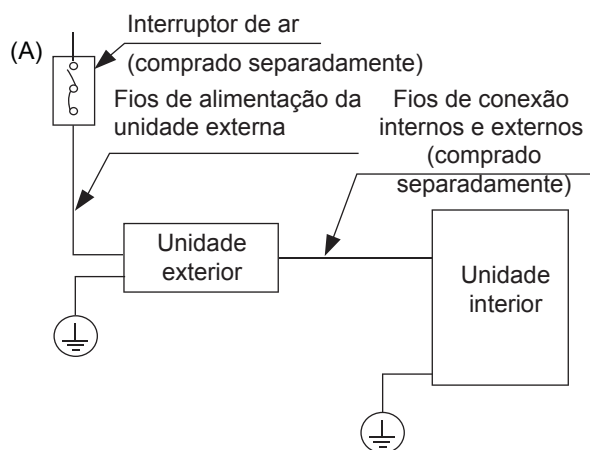 (A)
Interruptor de ar
(comprado separadamente)
Fios de alimentação da
unidade externa
Fios de conexão
internos e externos
(comprado
separadamente)
Unidade
exterior
Unidade
interior